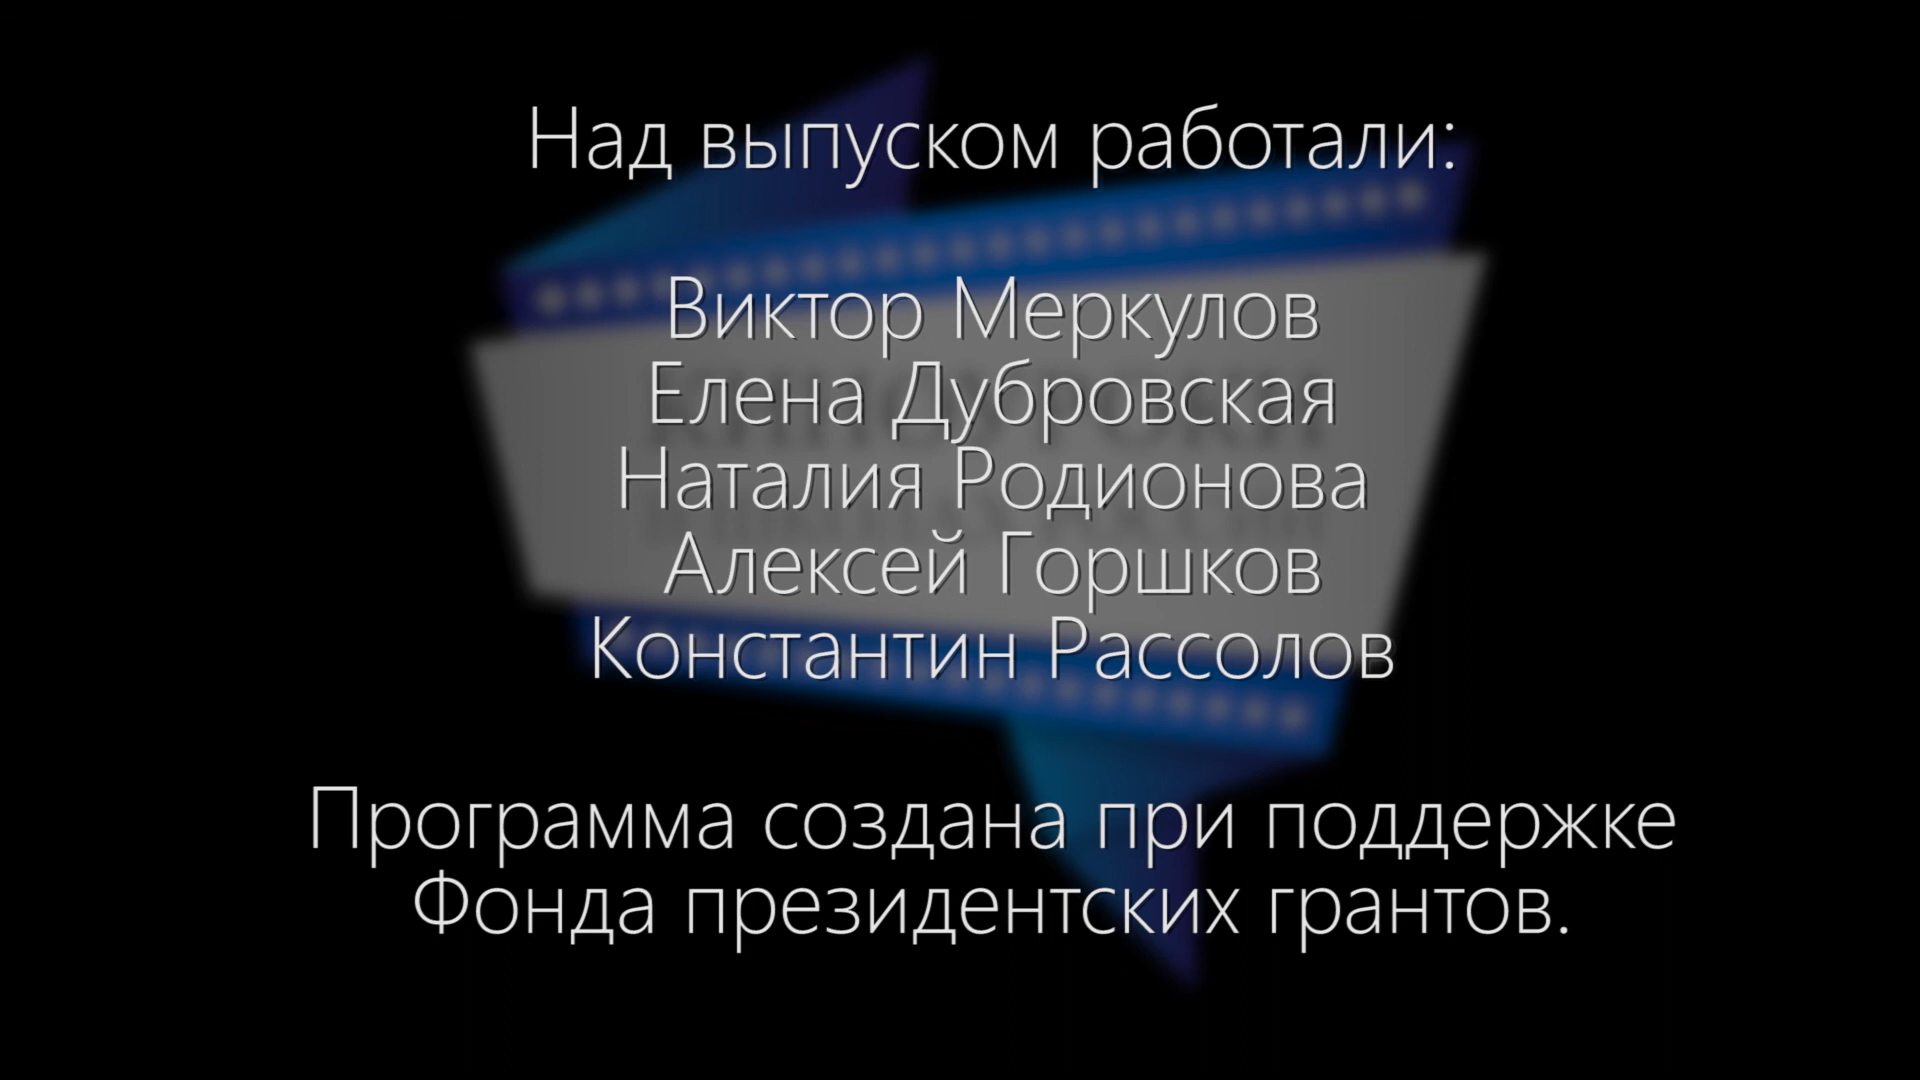 Над выпуском работали:
Виктор Меркулов
Елена Дубровская
Наталия Родионова
Алексей Горшков
Константин Рассолов
Программа создана при поддержке
Фонда президентских грантов.